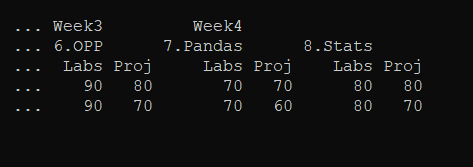 ... Week3         Week4
... 6.OPP        7.Pandas      8.Stats
...  Labs Proj     Labs Proj    Labs Proj
...    90   80       70   70      80   80
...    90   70       70   60      80   70